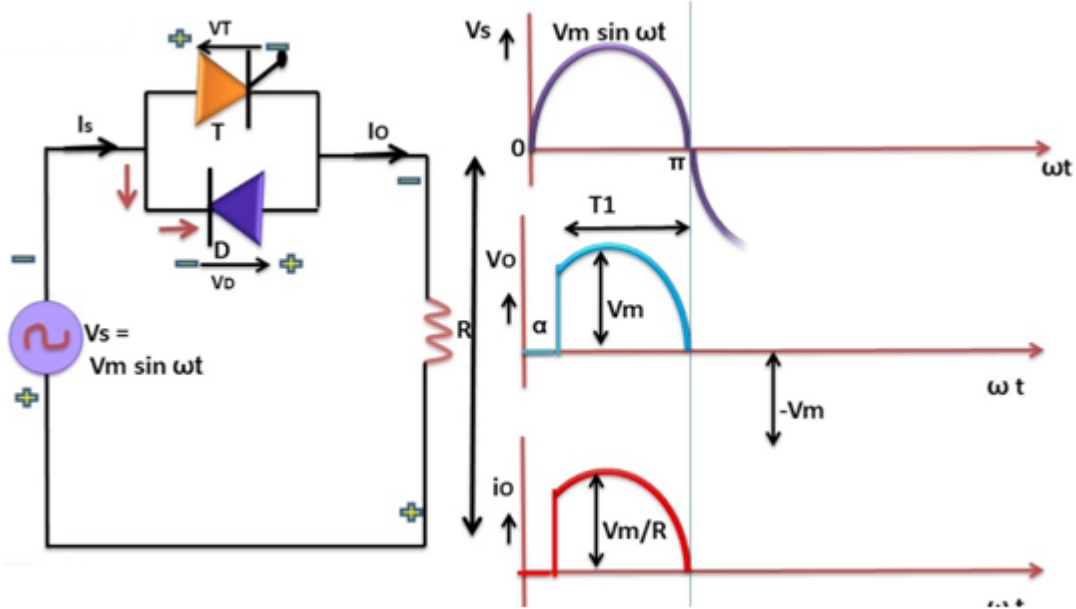 VT
T
Is
IO
D
VD
Vs =
Vm sin ωt
R
Vs
Vm sin ωt
0
π
ωt
T1
Vo
α
Vm
ω t
-Vm
io
Vm/R
ω t